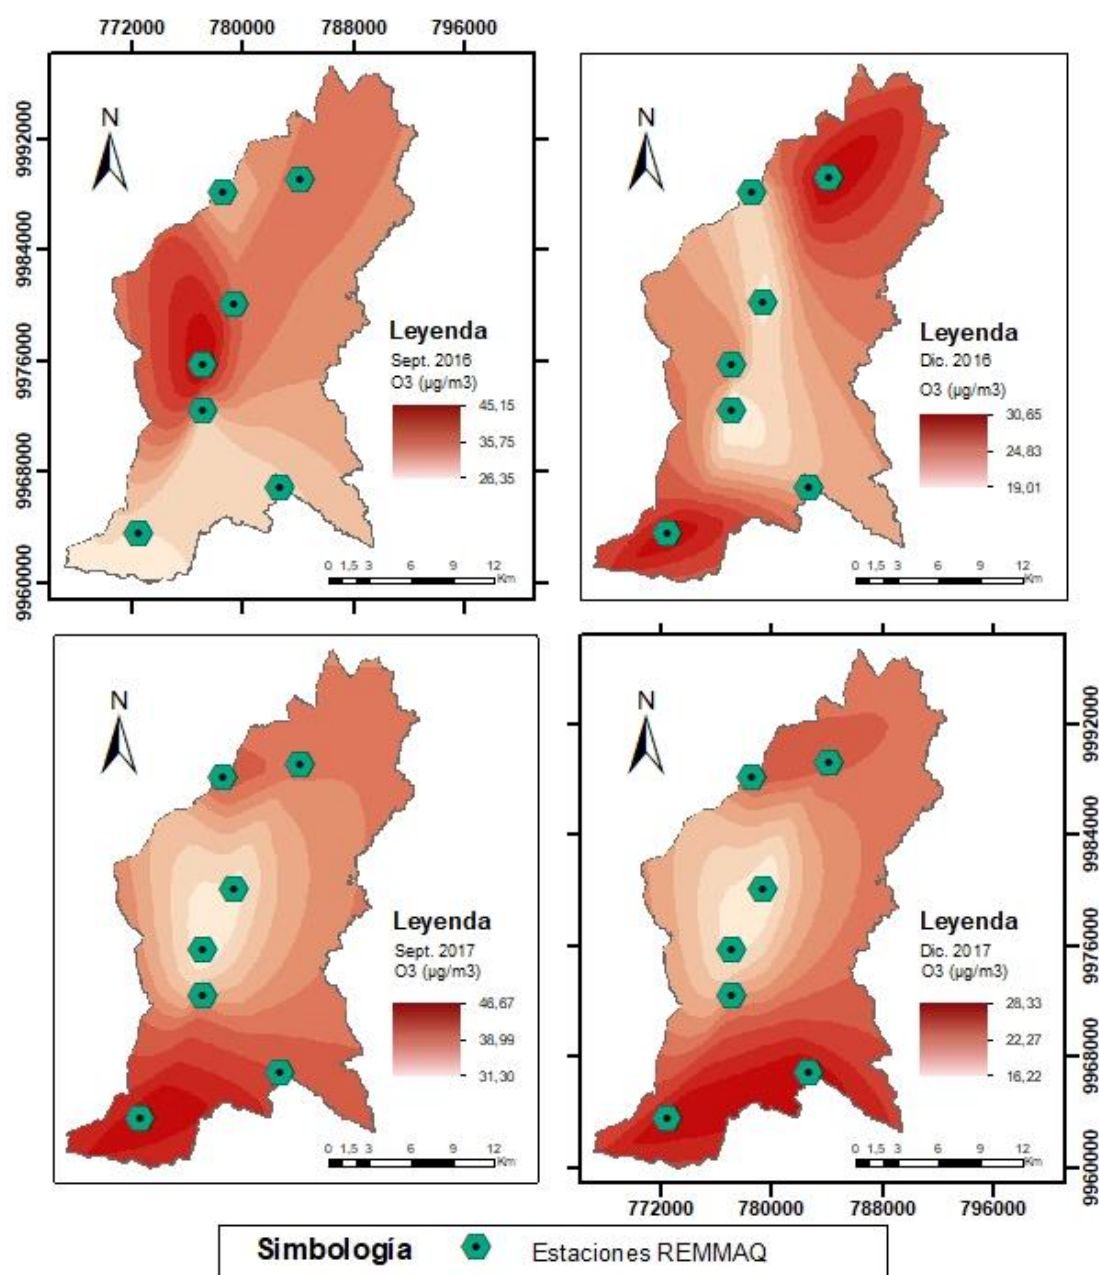 772000 780000 788000 796000
N
9992000
9984000
9976000
9968000
9960000
Leyenda
Sept. 2016
O3 (µg/m3)
45,15
35,75
26,35
0 1,5 3 6 9 12
Km
N
Leyenda
Dic. 2016
O3 (µg/m3)
30,65
24,83
19,01
0 1,5 3 6 9 12
Km
N
Leyenda
Sept. 2017
O3 (µg/m3)
46,67
38,99
31,30
0 1,5 3 6 9 12
Km
N
Leyenda
Dic. 2017
O3 (µg/m3)
28,33
22,27
16,22
0 1,5 3 6 9 12
Km
9992000
9984000
9976000
9968000
9960000
772000 780000 788000 796000
Simbología Estaciones REMMAQ